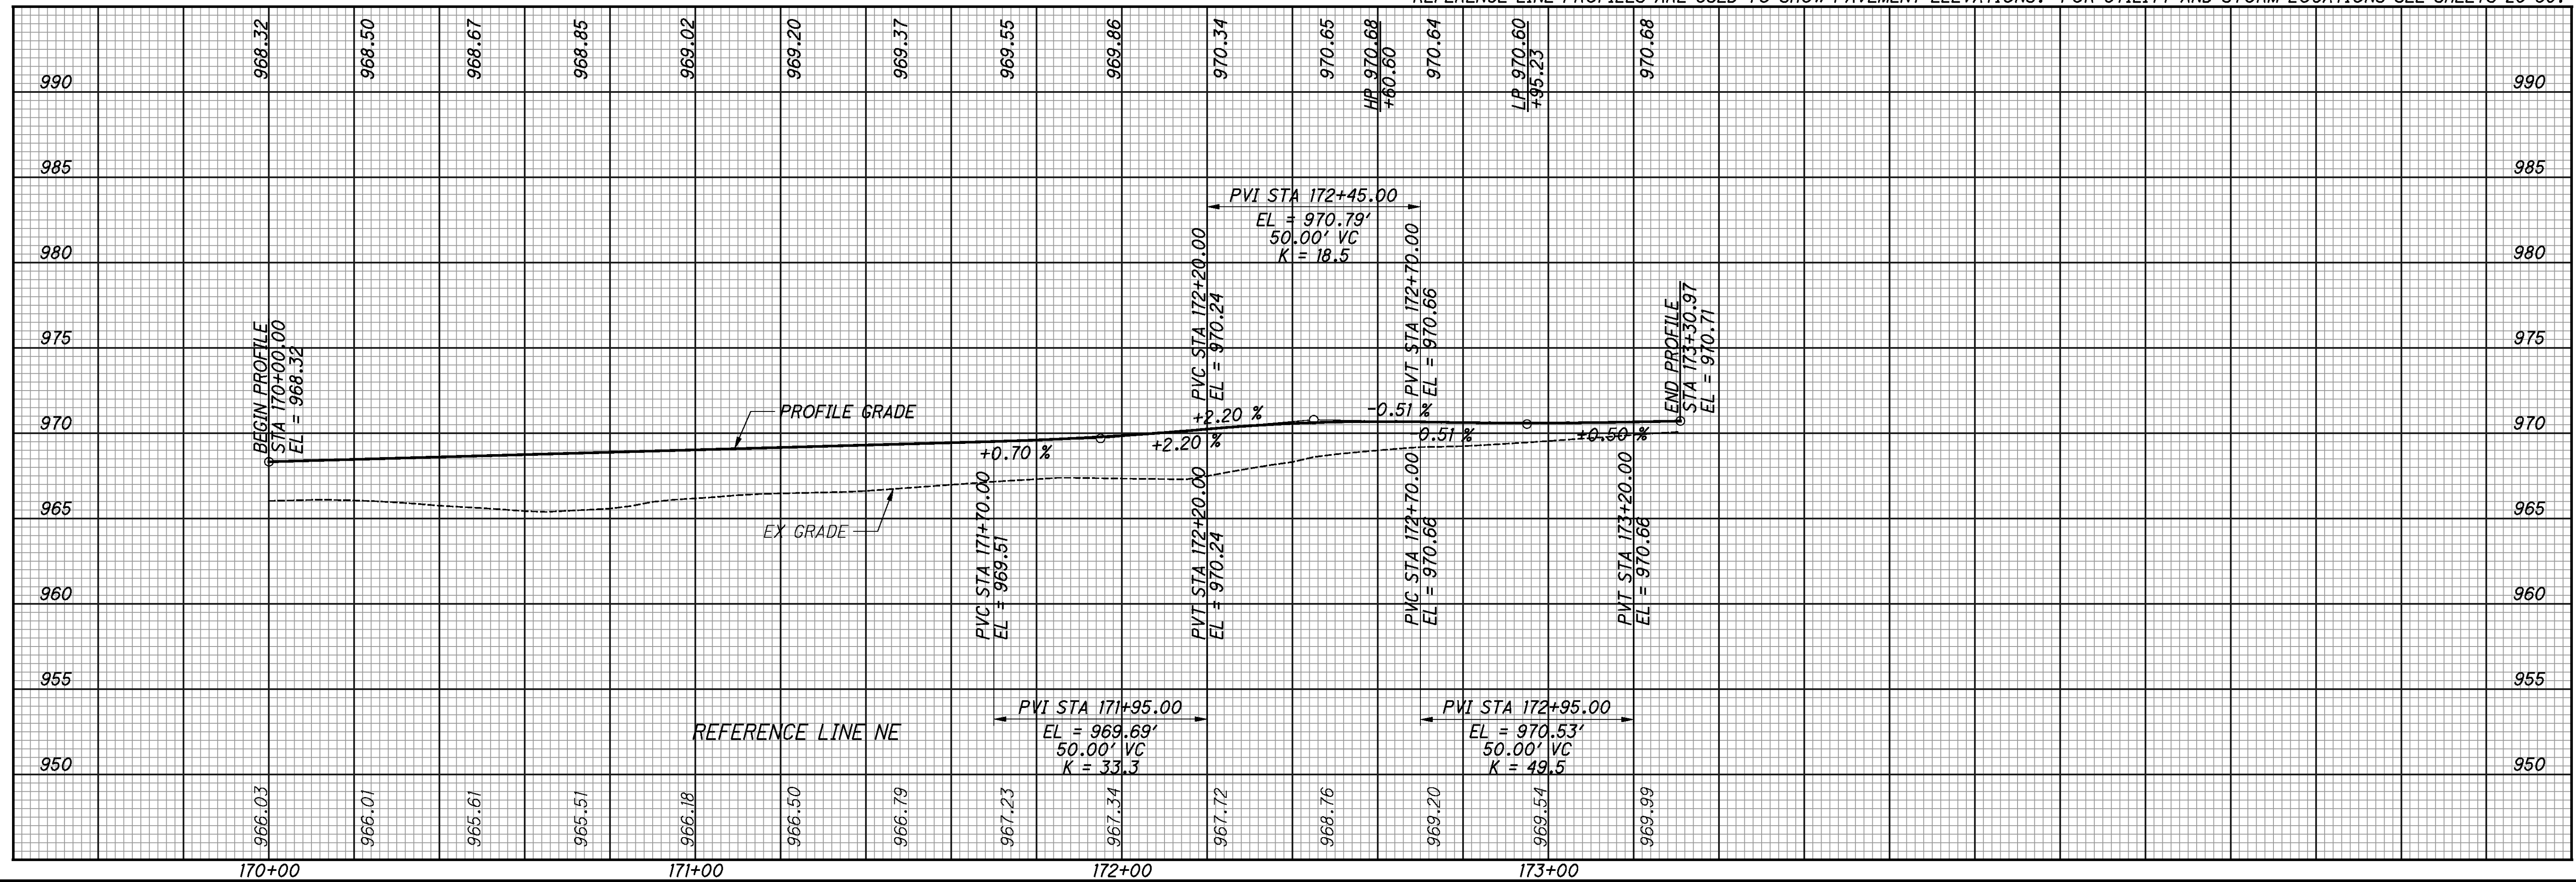 968.32
968.50
968.67
968.85
969.02
969.20
969.37
969.55
969.86
970.34
970.65
HP 970.68
+60.60
970.64
LP 970.60
+95.23
970.68
990
990
985
985
PVI STA 172+45.00
EL = 970.79'
50.00' VC
K = 18.5
980
980
PVC STA 172+20.00
EL = 970.24
PVT STA 172+70.00
EL = 970.66
975
975
BEGIN PROFILE
STA 170+00.00
EL = 968.32
END PROFILE
STA 173+30.97
EL = 970.71
PROFILE GRADE
+2.20 %
-0.51 %
970
970
+0.70 %
+2.20 %
0.51 %
+0.50 %
965
965
EX GRADE
PVC STA 171+70.00
EL = 969.51
PVT STA 172+20.00
EL = 970.24
PVC STA 172+70.00
EL = 970.66
PVT STA 173+20.00
EL = 970.66
960
960
955
955
REFERENCE LINE NE
PVI STA 171+95.00
EL = 969.69'
50.00' VC
K = 33.3
PVI STA 172+95.00
EL = 970.53'
50.00' VC
K = 49.5
950
950
966.03
966.01
965.61
965.51
966.18
966.50
966.79
967.23
967.34
967.72
968.76
969.20
969.54
969.99
170+00
171+00
172+00
173+00